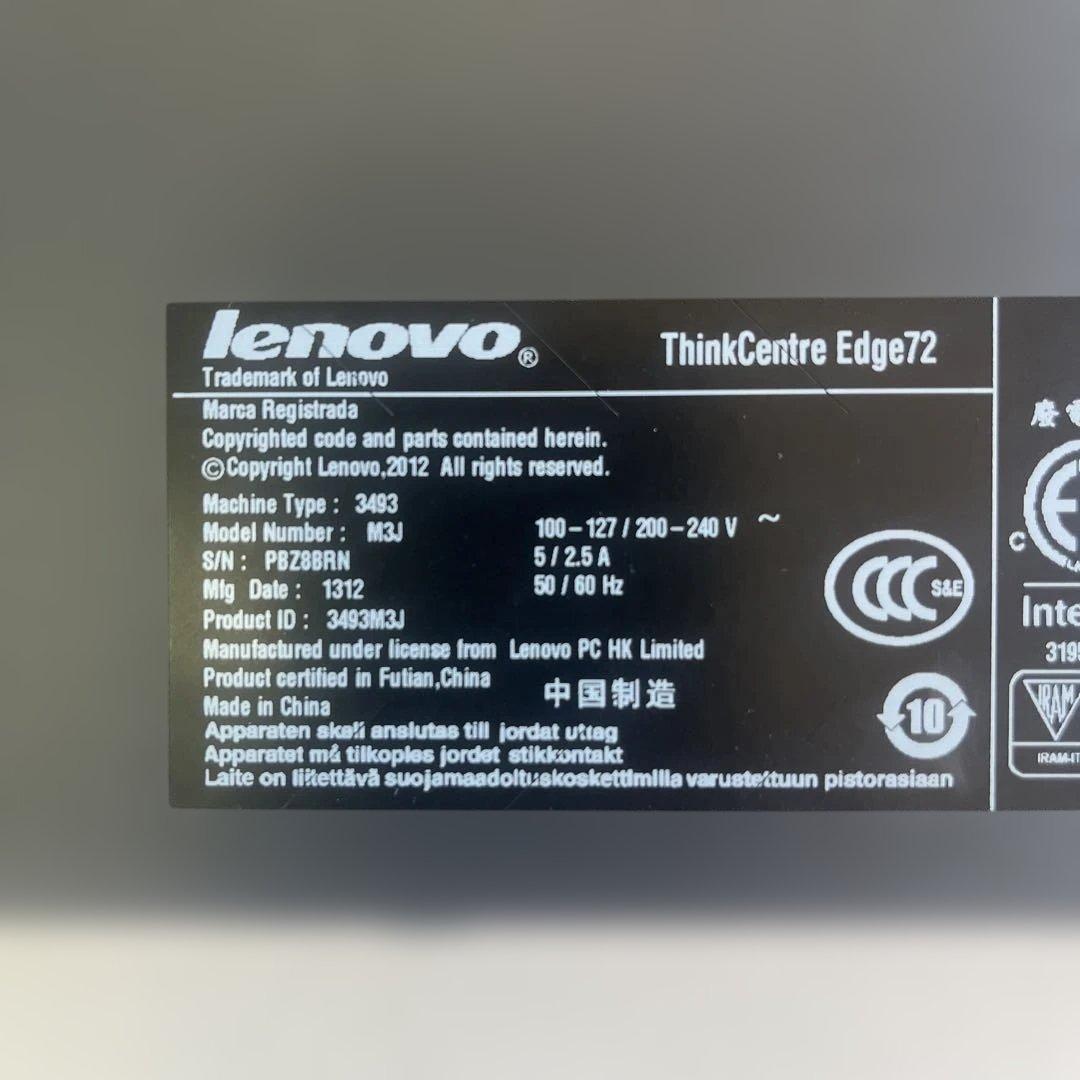 lenovo®
ThinkCentre Edge72
Trademark of Lenovo
Marca Registrada
Copyrighted code and parts contained herein.
©Copyright Lenovo,2012 All rights reserved.
Machine Type : 3493
Model Number : M3J
100-127 / 200-240 V ~
S/N : PBZ8BRN
5 / 2.5 A
Mfg Date : 1312
50 / 60 Hz
Product ID : 3493M3J
Manufactured under license from Lenovo PC HK Limited
Product certified in Futian,China
中国制造
Made in China
Apparaten skall anslutas till jordat uttag
Apparatet må tilkoples jordet stikkontakt
Laite on liitettävä suojamaadoituskoskettimilla varustettuun pistorasiaan
CCC S&E
10
廢
C
Inte
3195
IRAM
IRAM-IT